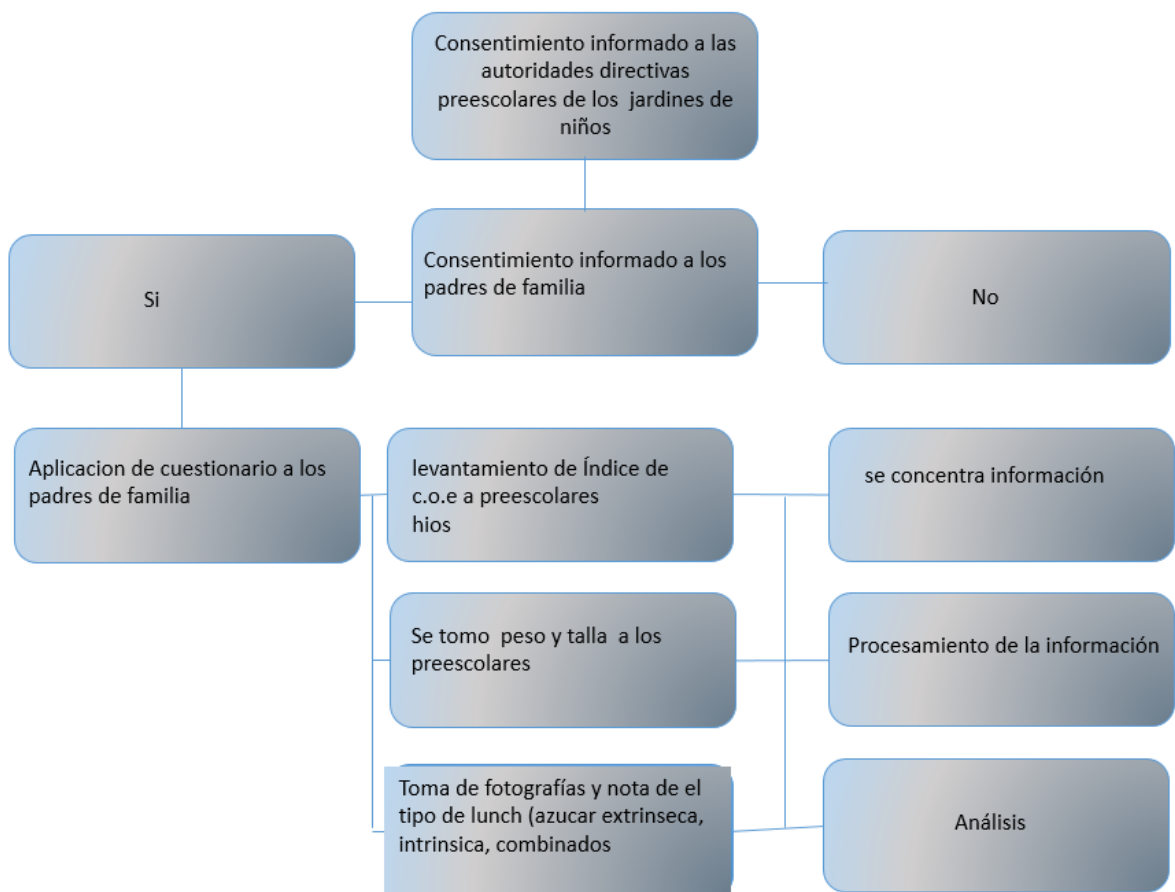 Consentimiento informado a las
autoridades directivas
preescolares de los jardines de
niños
Consentimiento informado a los
padres de familia
Si
No
Aplicacion de cuestionario a los
padres de familia
levantamiento de Índice de
c.o.e a preescolares
hios
se concentra información
Se tomo peso y talla a los
preescolares
Procesamiento de la información
Toma de fotografías y nota de el
tipo de lunch (azucar extrinseca,
intrinsica, combinados
Análisis